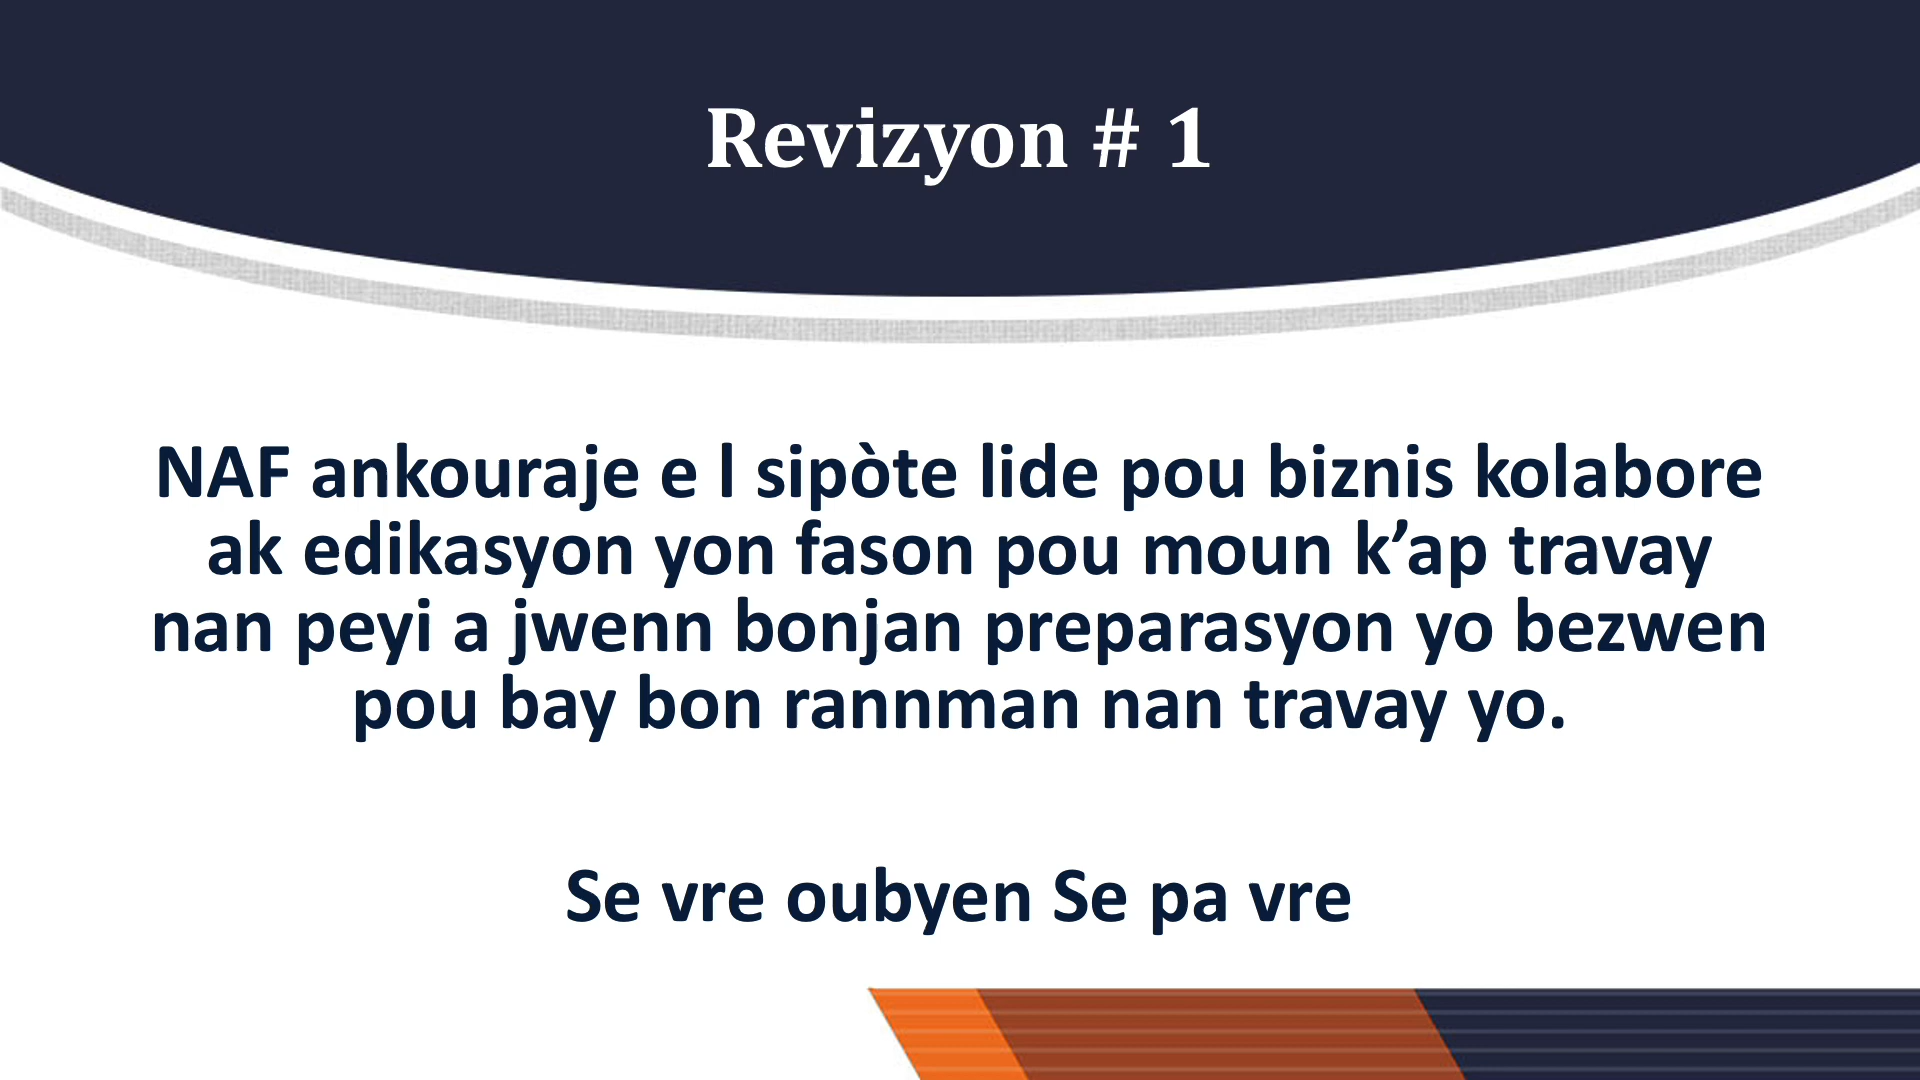 Revizyon # 1
NAF ankouraje e l sipòte lide pou biznis kolabore
ak edikasyon yon fason pou moun k’ap travay
nan peyi a jwenn bonjan preparasyon yo bezwen
pou bay bon rannman nan travay yo.
Se vre oubyen Se pa vre